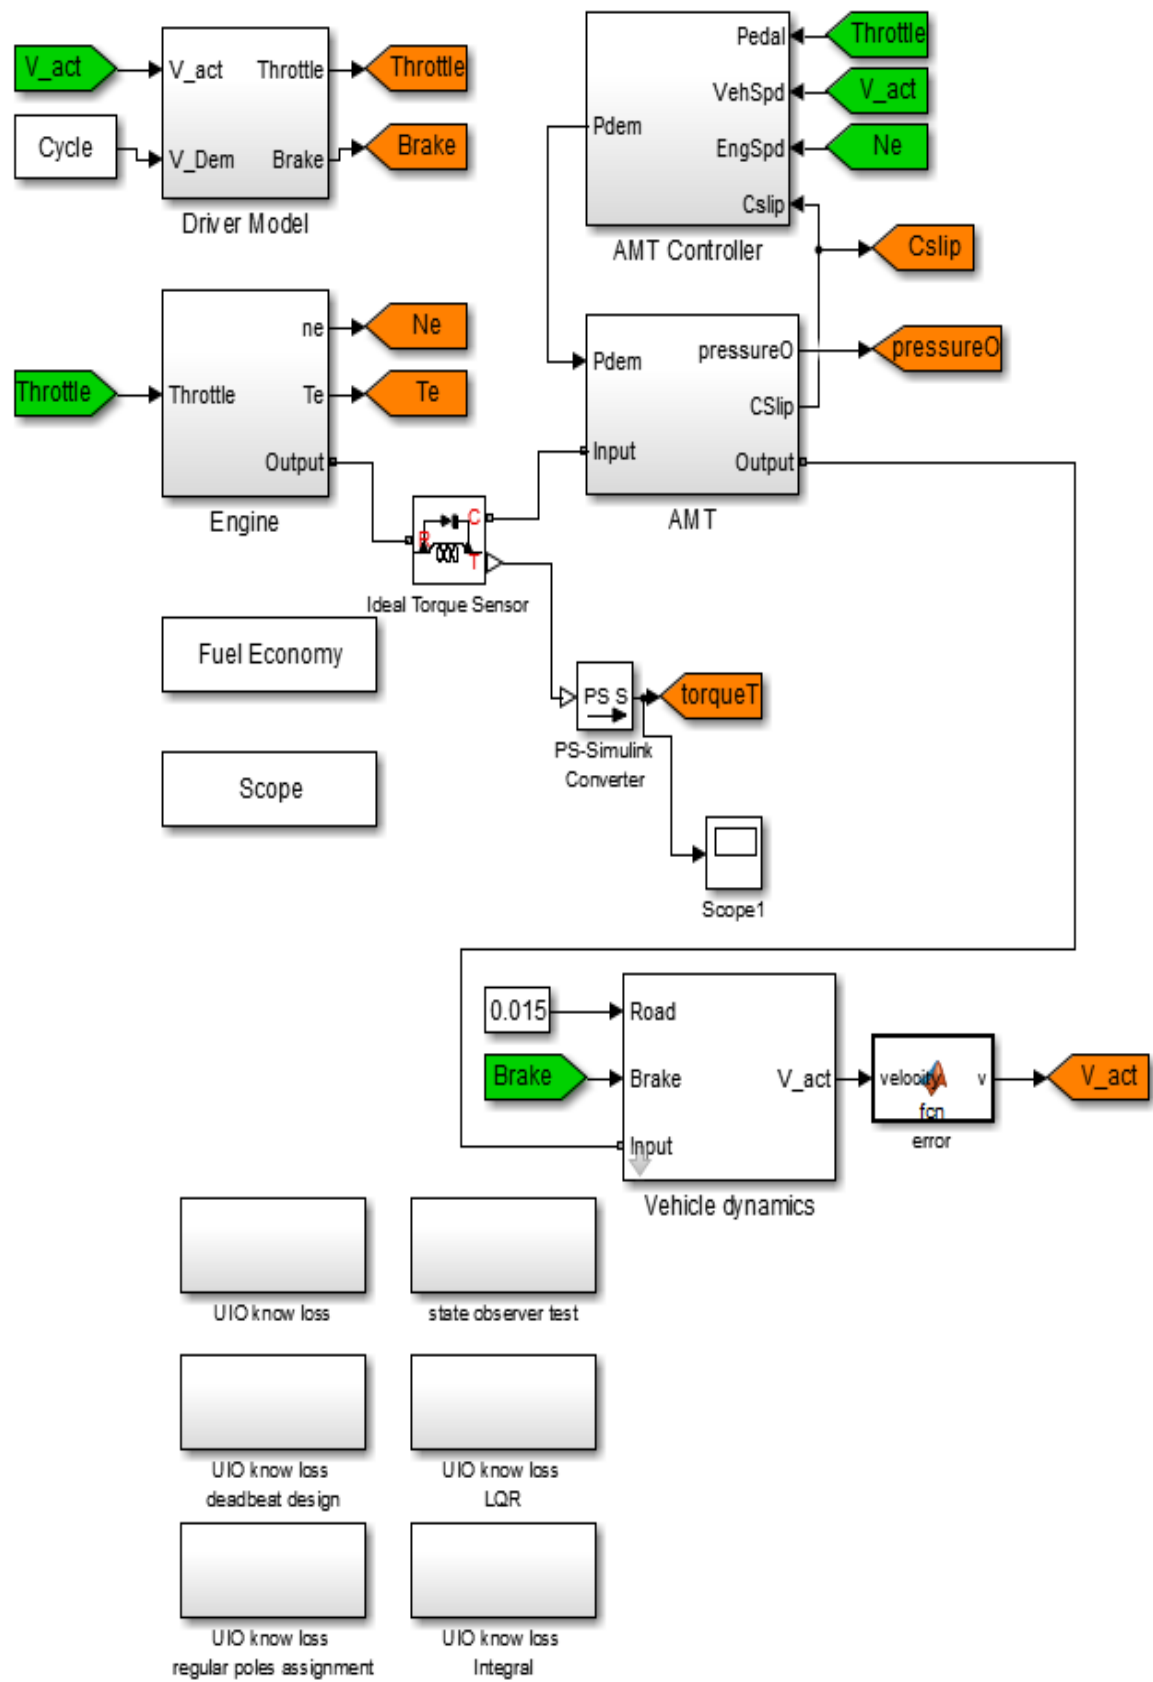 V_act
V_act
Throttle
Throttle
Cycle
V_Dem
Brake
Brake
Driver Model
Pedal
Throttle
VehSpd
V_act
Pdem
EngSpd
Ne
Cslip
AMT Controller
Cslip
ne
Ne
Throttle
Throttle
Te
Te
Output
Engine
pressureO
pressureO
Pdem
CSlip
Input
Output
AMT
R
C
T
Ideal Torque Sensor
Fuel Economy
PS S
torqueT
PS-Simulink
Converter
Scope
Scope1
0.015
Road
Brake
Brake
V_act
velocity
v
V_act
fcn
error
Input
Vehicle dynamics
UIO know loss
state observer test
UIO know loss
deadbeat design
UIO know loss
LQR
UIO know loss
regular poles assignment
UIO know loss
Integral